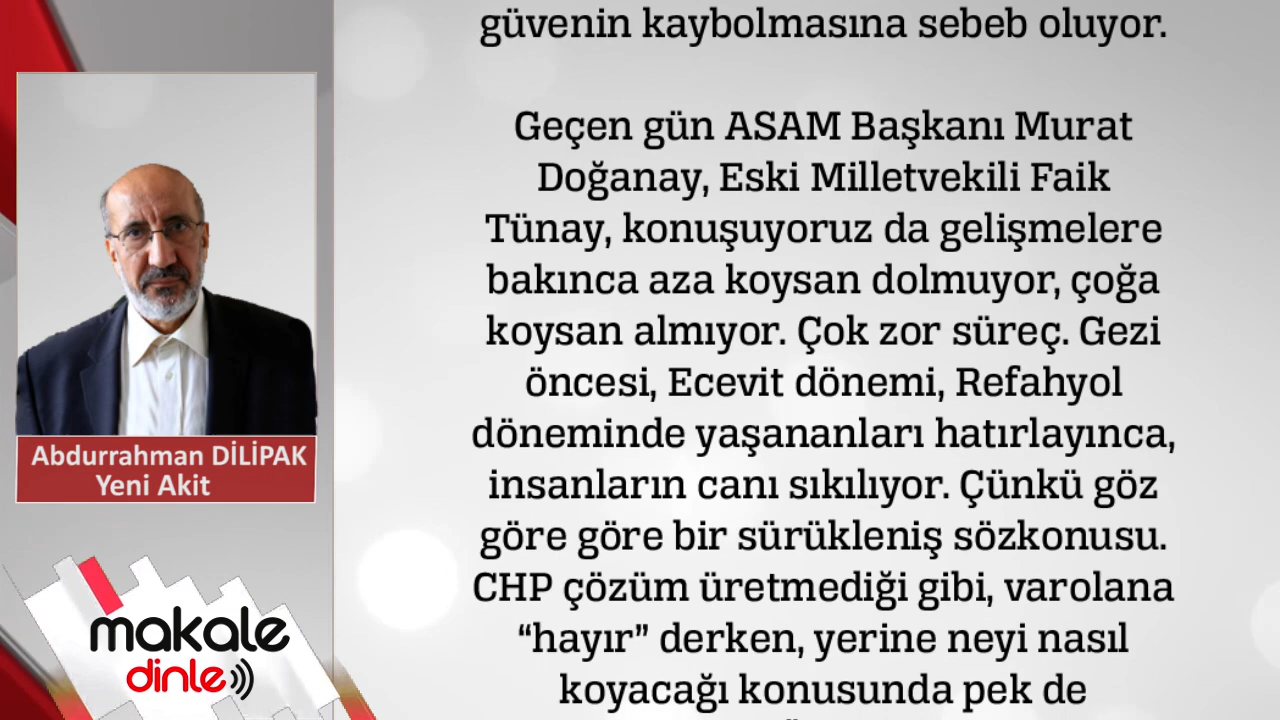 güvenin kaybolmasına sebeb oluyor.
Geçen gün ASAM Başkanı Murat
Doğanay, Eski Milletvekili Faik
Tünay, konuşuyoruz da gelişmelere
bakınca aza koysan dolmuyor, çoğa
koysan almıyor. Çok zor süreç. Gezi
öncesi, Ecevit dönemi, Refahyol
döneminde yaşananları hatırlayınca,
insanların canı sıkılıyor. Çünkü göz
göre göre bir sürükleniş sözkonusu.
CHP çözüm üretmediği gibi, varolana
“hayır” derken, yerine neyi nasıl
koyacağı konusunda pek de
Abdurrahman DİLİPAK
Yeni Akit
makale
dinle